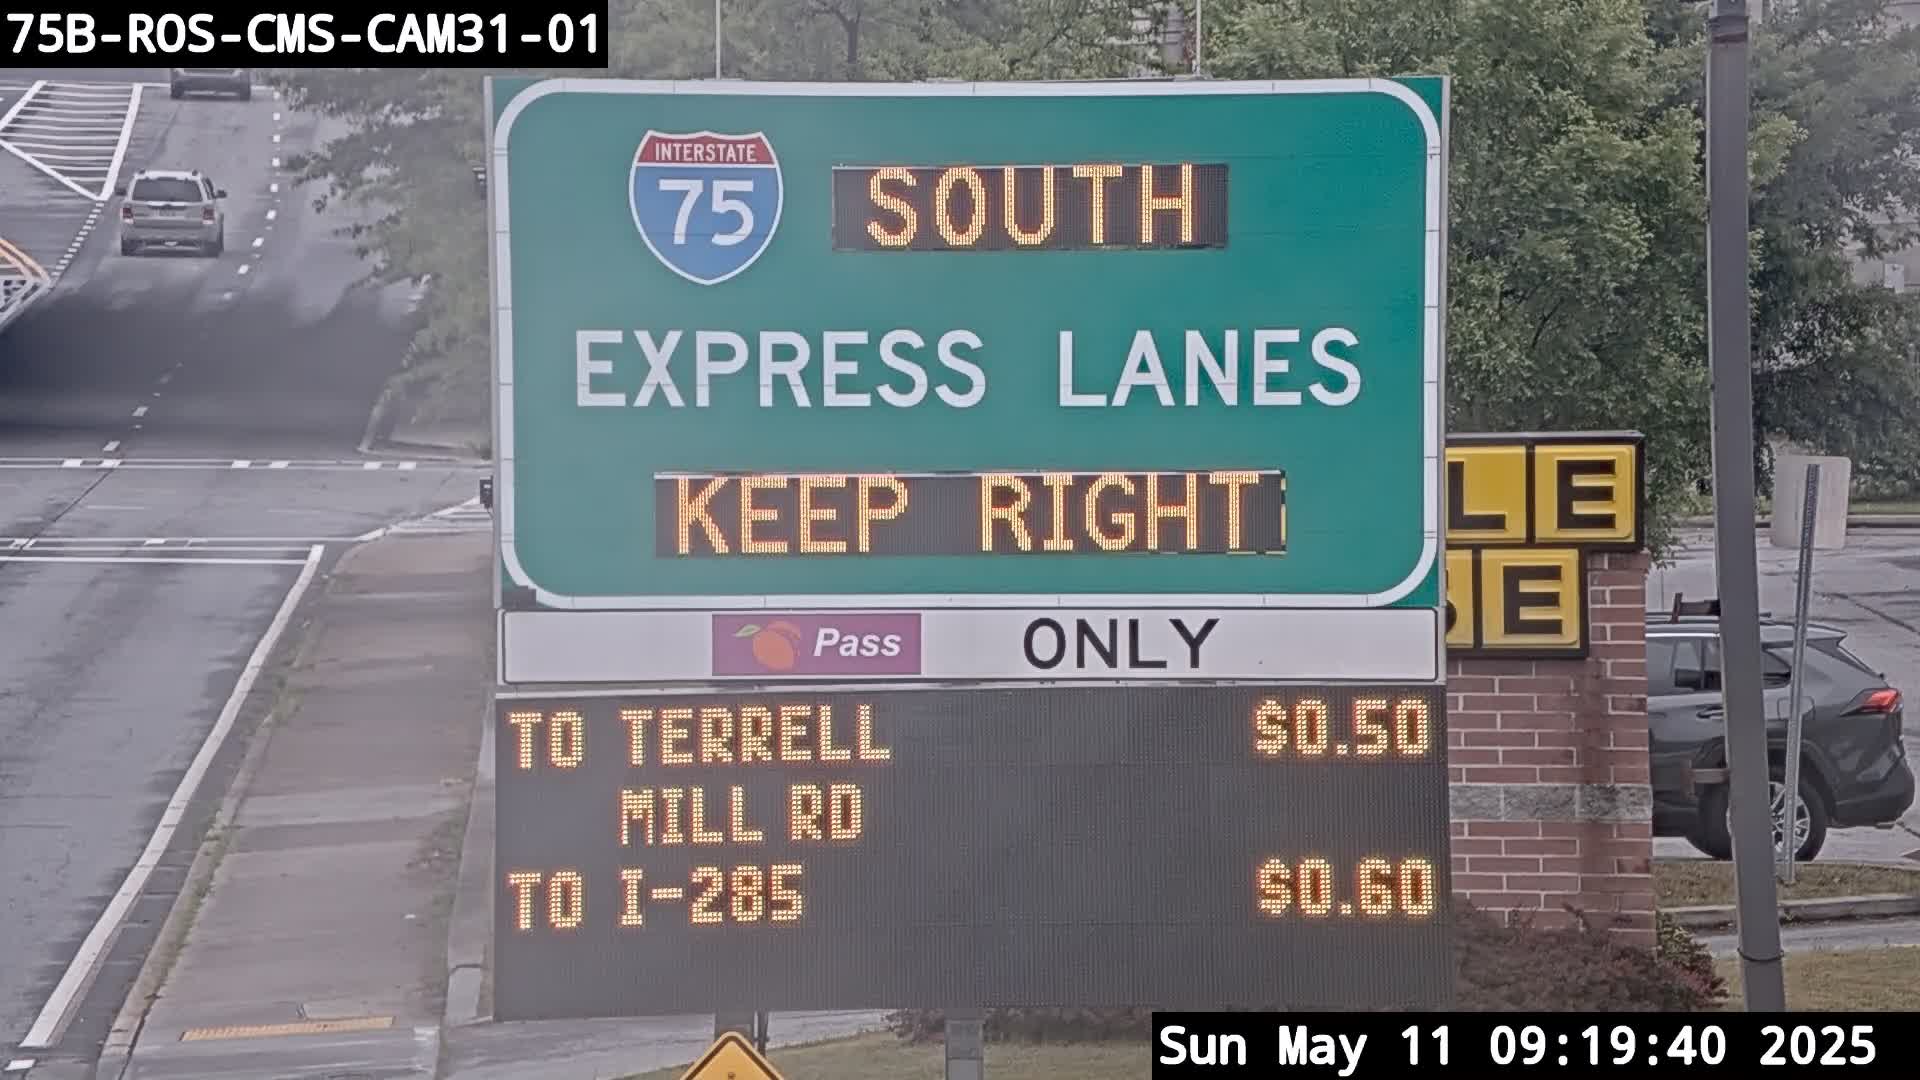 75B-ROS-CMS-CAM31-01
INTERSTATE
75
SOUTH
EXPRESS LANES
KEEP RIGHT
Pass ONLY
TO TERRELL $0.50
MILL RD
TO I-285 $0.60
LE
E
Sun May 11 09:19:40 2025